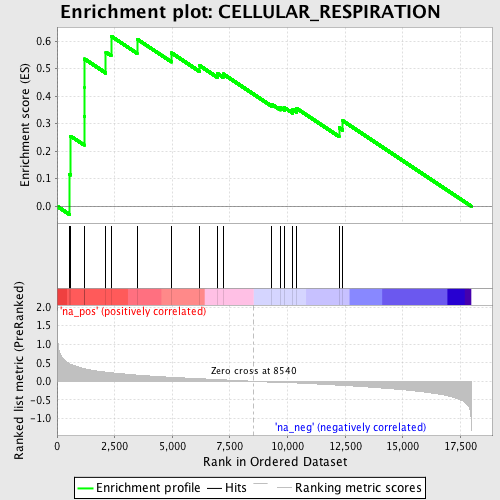 Enrichment plot: CELLULAR_RESPIRATION
Enrichment score (ES)
0.6
0.5
0.4
0.3
0.2
0.1
0.0
'na_pos' (positively correlated)
Ranked list metric (PreRanked)
2.0
1.5
1.0
0.5
0.0
-0.5
-1.0
Zero cross at 8540
'na_neg' (negatively correlated)
0 2,500 5,000 7,500 10,000 12,500 15,000 17,500
Rank in Ordered Dataset
Enrichment profile Hits Ranking metric scores